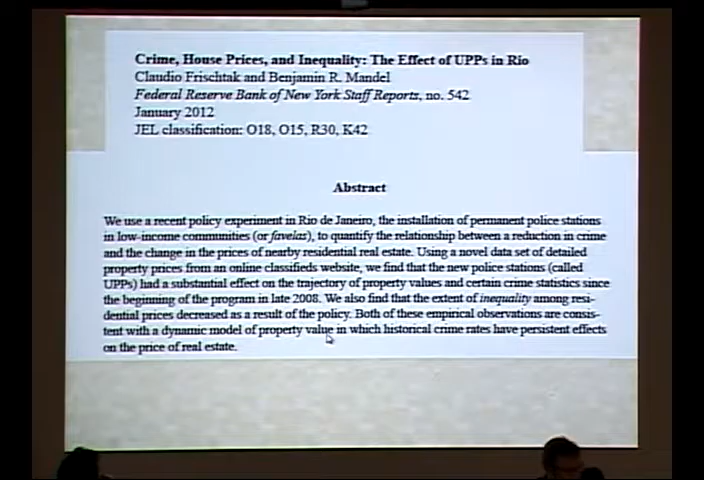 Crime, House Prices, and Inequality: The Effect of UPPs in Rio
Claudio Frischtak and Benjamin R. Mandel
Federal Reserve Bank of New York Staff Reports, no. 542
January 2012
JEL classification: O18, O15, R30, K42
Abstract
We use a recent policy experiment in Rio de Janeiro, the installation of permanent police stations
in low-income communities (or favelas), to quantify the relationship between a reduction in crime
and the change in the prices of nearby residential real estate. Using a novel data set of detailed
property prices from an online classifieds website, we find that the new police stations (called
UPPs) had a substantial effect on the trajectory of property values and certain crime statistics since
the beginning of the program in late 2008. We also find that the extent of inequality among resi-
dential prices decreased as a result of the policy. Both of these empirical observations are consis-
tent with a dynamic model of property value in which historical crime rates have persistent effects
on the price of real estate.